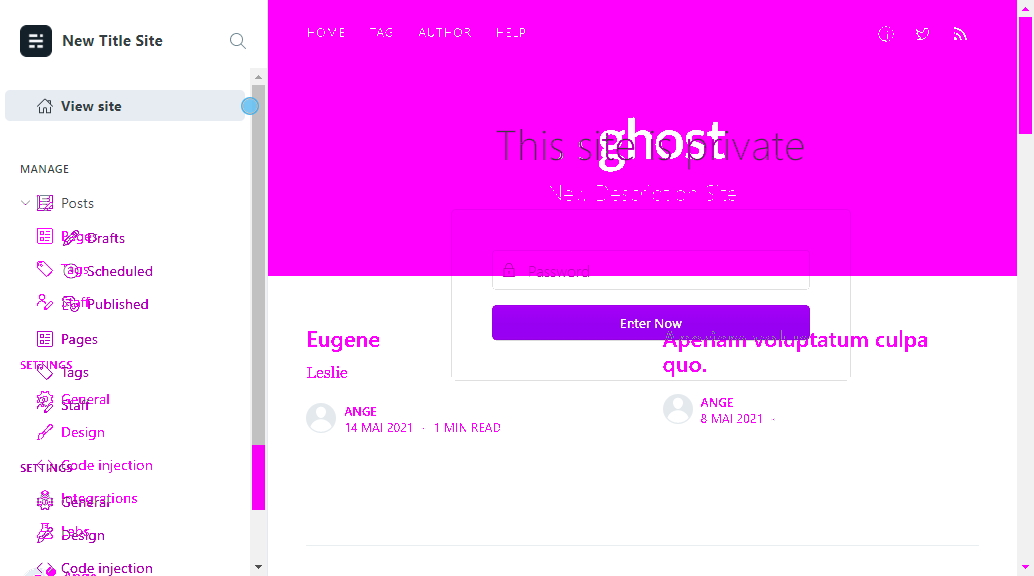 New Title Site
View site
MANAGE
Posts
Pages
Drafts
Tags
Scheduled
Staff
Published
Pages
SETTINGS
Tags
General
Staff
Design
Code injection
SETTINGS
Integrations
General
Labs
Design
Code injection
Ange
HOME TAG AUTHOR HELP
This site is private
ghost
New Description Site
Password
Enter Now
Eugene
Leslie
ANGE
14 MAI 2021 · 1 MIN READ
Aperiam voluptatum culpa
quo.
ANGE
8 MAI 2021 ·